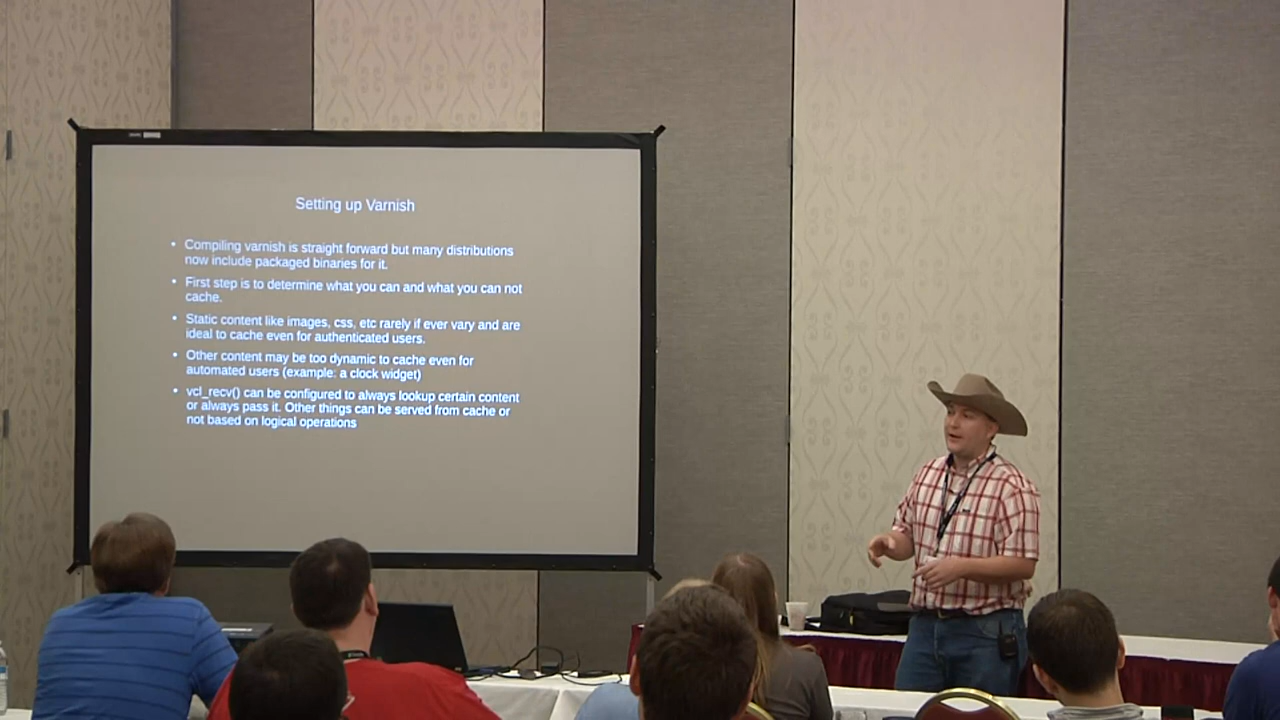 Setting up Varnish
• Compiling varnish is straight forward but many distributions
now include packaged binaries for it.
• First step is to determine what you can and what you can not
cache.
• Static content like images, css, etc rarely if ever vary and are
ideal to cache even for authenticated users.
• Other content may be too dynamic to cache even for
automated users (example: a clock widget)
• vcl_recv() can be configured to always lookup certain content
or always pass it. Other things can be served from cache or
not based on logical operations